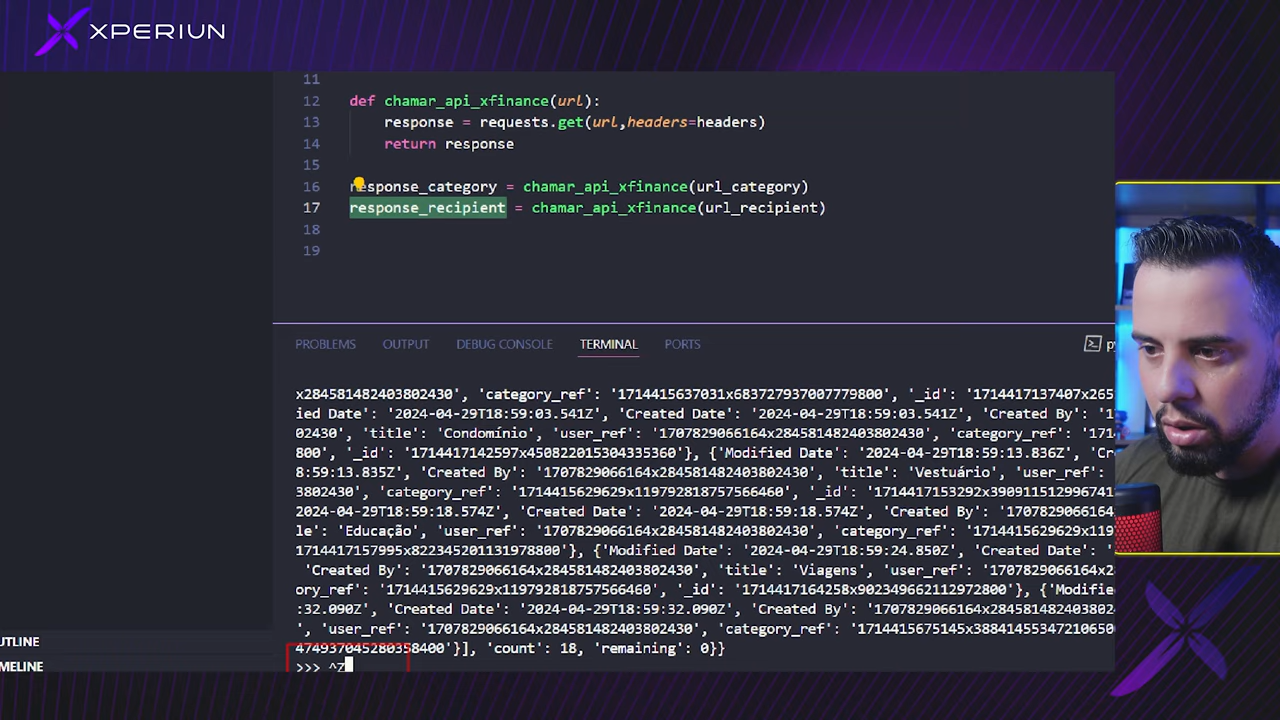 XPERIUN
11
12 def chamar_api_xfinance(url):
13 response = requests.get(url,headers=headers)
14 return response
15
16 response_category = chamar_api_xfinance(url_category)
17 response_recipient = chamar_api_xfinance(url_recipient)
18
19
PROBLEMS OUTPUT DEBUG CONSOLE TERMINAL PORTS
x284581482403802430', 'category_ref': '1714415637031x683727937007779800', '_id': '1714417137407x265
ied Date': '2024-04-29T18:59:03.541Z', 'Created Date': '2024-04-29T18:59:03.541Z', 'Created By': '1
02430', 'title': 'Condomínio', 'user_ref': '1707829066164x284581482403802430', 'category_ref': '171
800', '_id': '1714417142597x450822015304335360'}, {'Modified Date': '2024-04-29T18:59:13.836Z', 'Cr
8:59:13.835Z', 'Created By': '1707829066164x284581482403802430', 'title': 'Vestuário', 'user_ref':
3802430', 'category_ref': '1714415629629x119792818757566460', '_id': '1714417153292x390911512996741
2024-04-29T18:59:18.574Z', 'Created Date': '2024-04-29T18:59:18.574Z', 'Created By': '1707829066164
le': 'Educação', 'user_ref': '1707829066164x284581482403802430', 'category_ref': '1714415629629x119
1714417157995x822345201131978800'}, {'Modified Date': '2024-04-29T18:59:24.850Z', 'Created Date':
'Created By': '1707829066164x284581482403802430', 'title': 'Viagens', 'user_ref': '1707829066164x28
ory_ref': '1714415629629x119792818757566460', '_id': '1714417164258x902349662112972800'}, {'Modif
:32.090Z', 'Created Date': '2024-04-29T18:59:32.090Z', 'Created By': '1707829066164x284581482403802
', 'user_ref': '1707829066164x284581482403802430', 'category_ref': '1714415675145x38841455347210650
474937045280358400'}], 'count': 18, 'remaining': 0}}
UTLINE
MELINE
>>> ^Z